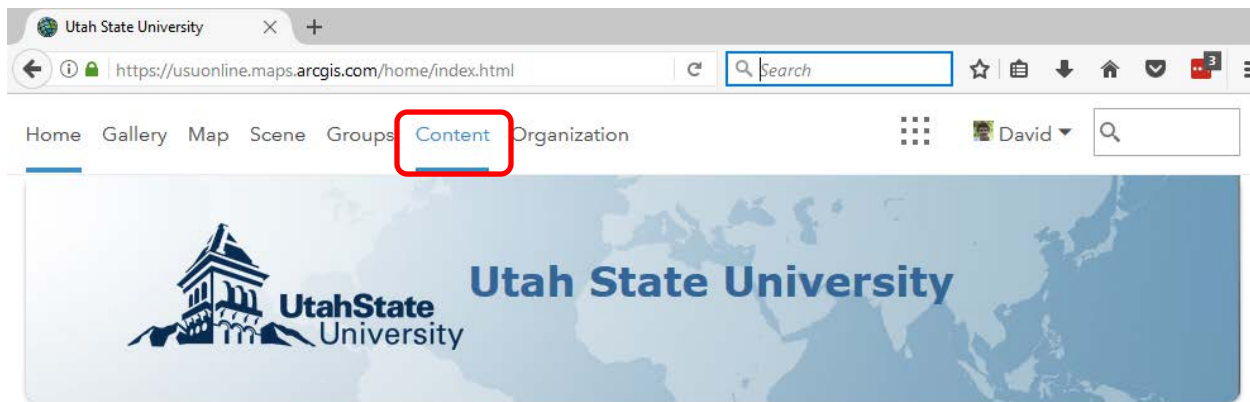 Utah State University
https://usuonline.maps.arcgis.com/home/index.html
Search
3
Home Gallery Map Scene Groups Content Organization
David
UtahState
University
Utah State University